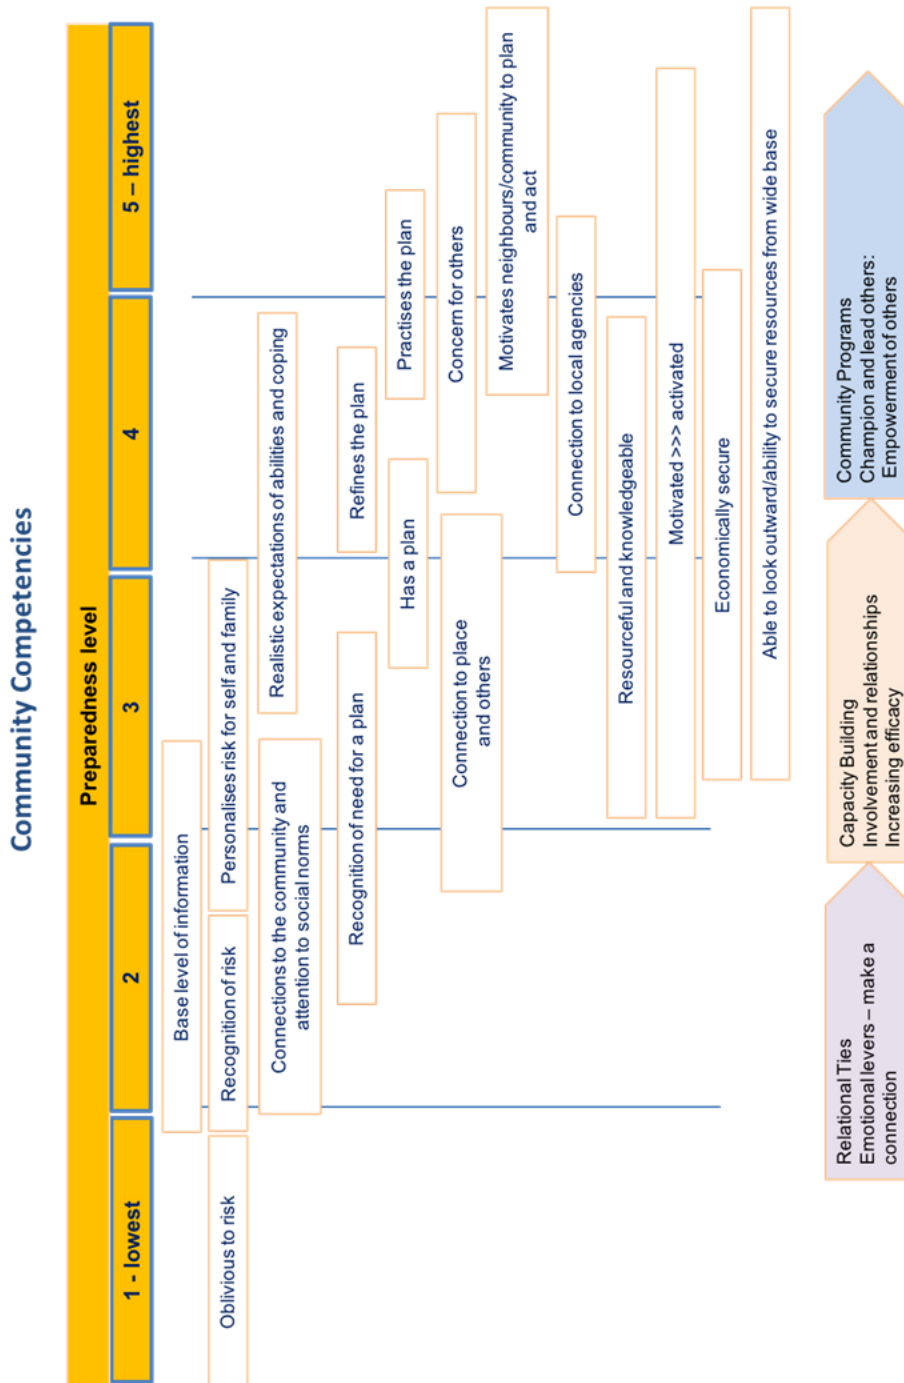 Community Competencies
Preparedness level
1 - lowest
2
3
4
5 – highest
Base level of information
Oblivious to risk
Recognition of risk
Personalises risk for self and family
Connections to the community and
attention to social norms
Realistic expectations of abilities and coping
Recognition of need for a plan
Refines the plan
Has a plan
Practises the plan
Connection to place
and others
Concern for others
Motivates neighbours/community to plan
and act
Connection to local agencies
Resourceful and knowledgeable
Motivated >>> activated
Economically secure
Able to look outward/ability to secure resources from wide base
Relational Ties
Emotional levers – make a
connection
Capacity Building
Involvement and relationships
Increasing efficacy
Community Programs
Champion and lead others:
Empowerment of others